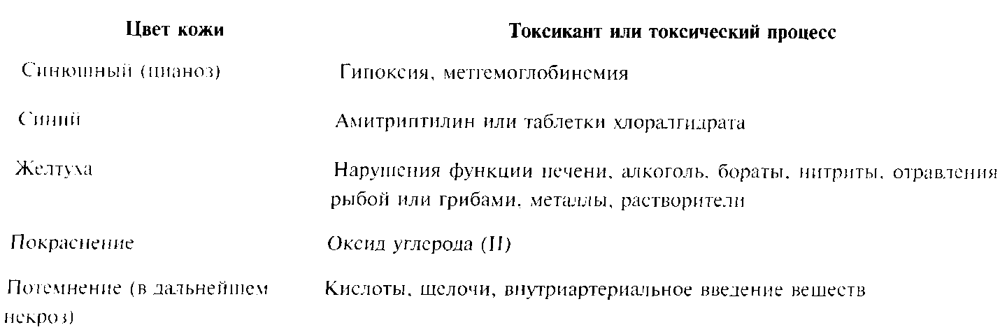 Цвет кожи Токсикант или токсический процесс
Синюшный (цианоз) Гипоксия, метгемоглобинемия
Синий Амитриптилин или таблетки хлоралгидрата
Желтуха Нарушения функции печени, алкоголь, бораты, нитриты, отравления
рыбой или грибами, металлы, растворители
Покраснение Оксид углерода (II)
Потемнение (в дальнейшем Кислоты, щелочи, внутриартериальное введение веществ
некроз)